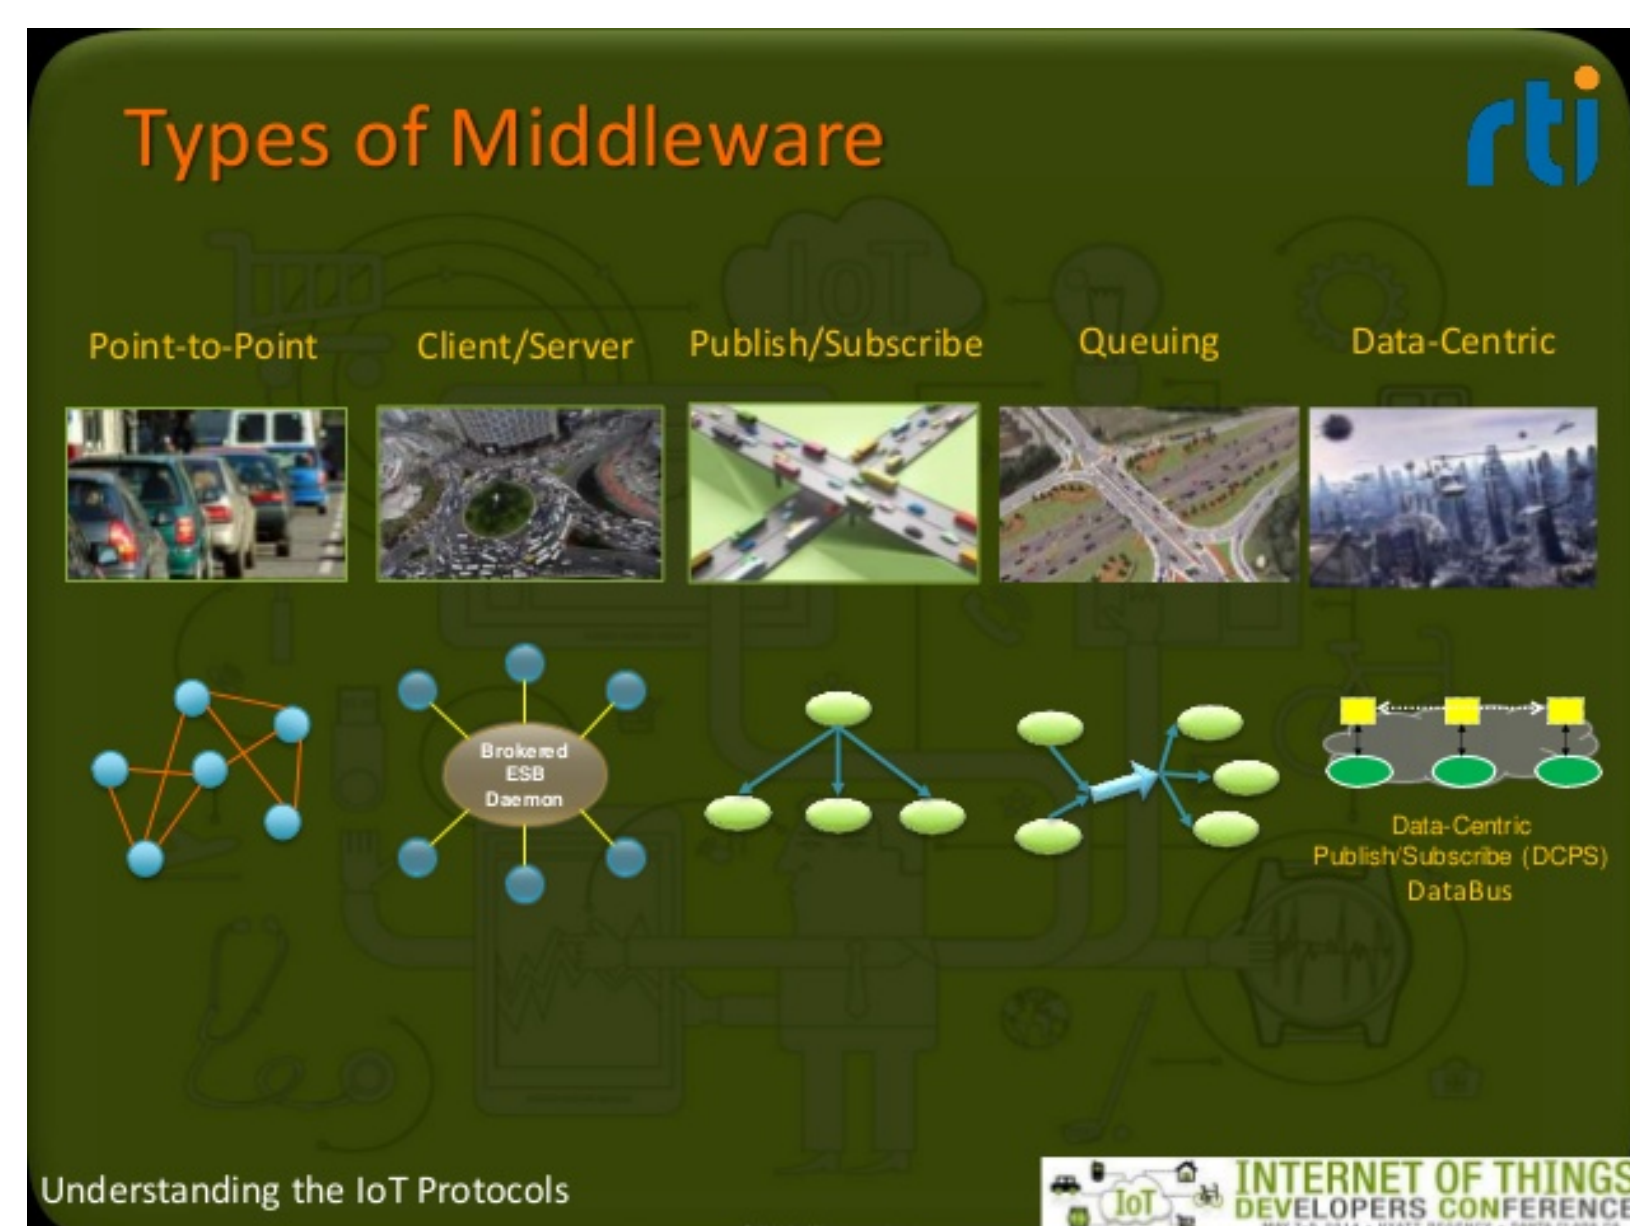 Types of Middleware
rti
IoT
Point-to-Point
Client/Server
Publish/Subscribe
Queuing
Data-Centric
Brokered
ESB
Daemon
Data-Centric
Publish/Subscribe (DCPS)
DataBus
Understanding the IoT Protocols
IoT
INTERNET OF THINGS
DEVELOPERS CONFERENCE